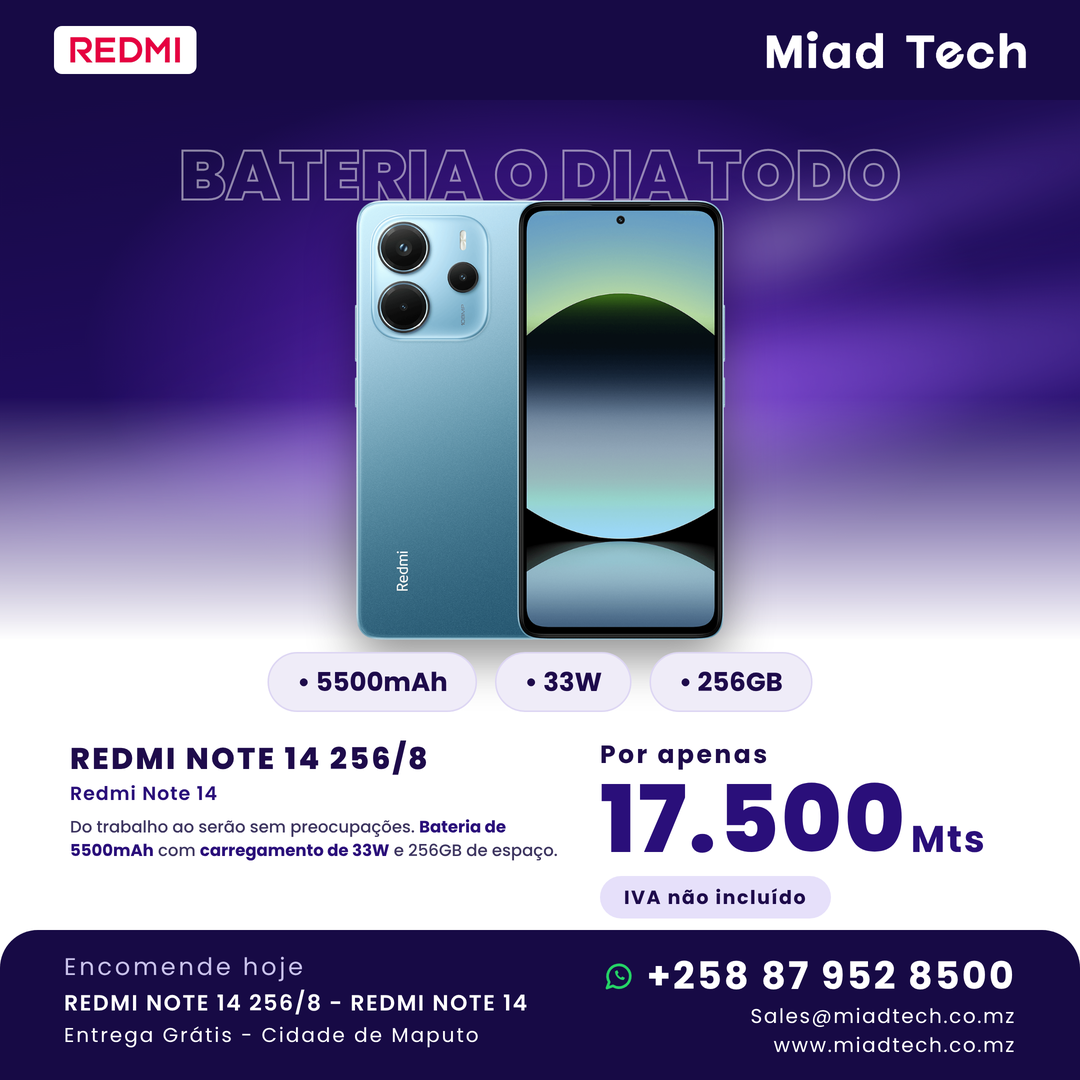 REDMI
Miad Tech
BATERIA O DIA TODO
Redmi
• 5500mAh
• 33W
• 256GB
REDMI NOTE 14 256/8
Redmi Note 14
Do trabalho ao serão sem preocupações. Bateria de
5500mAh com carregamento de 33W e 256GB de espaço.
Por apenas
17.500 Mts
IVA não incluído
Encomende hoje
REDMI NOTE 14 256/8 - REDMI NOTE 14
Entrega Grátis - Cidade de Maputo
+258 87 952 8500
Sales@miadtech.co.mz
www.miadtech.co.mz